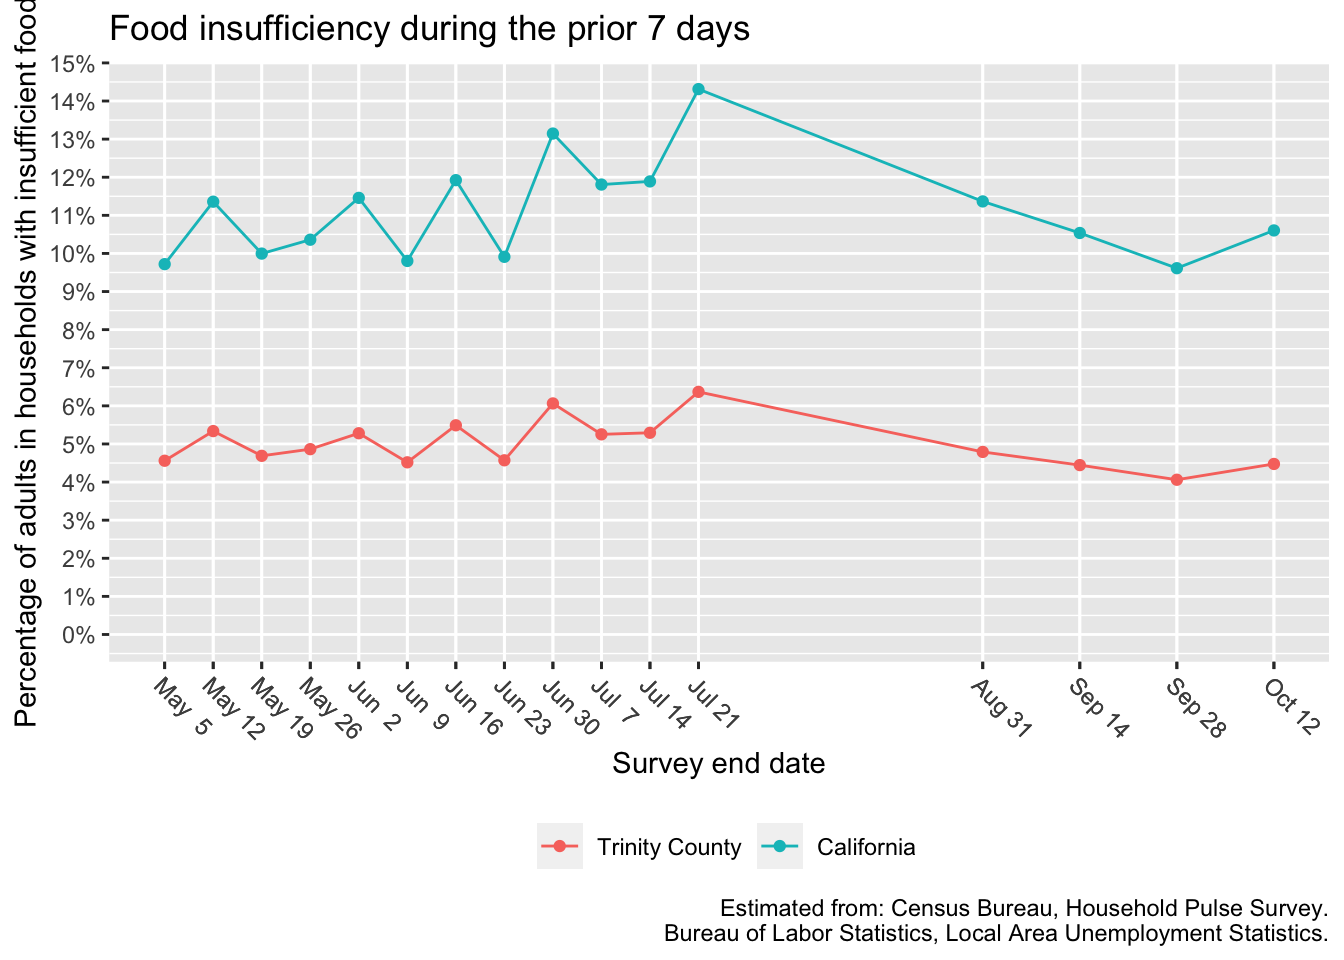 Food insufficiency during the prior 7 days
Percentage of adults in households with insufficient food
15%
14%
13%
12%
11%
10%
9%
8%
7%
6%
5%
4%
3%
2%
1%
0%
May 5
May 12
May 19
May 26
Jun 2
Jun 9
Jun 16
Jun 23
Jun 30
Jul 7
Jul 14
Jul 21
Aug 31
Sep 14
Sep 28
Oct 12
Survey end date
Trinity County
California
Estimated from: Census Bureau, Household Pulse Survey.
Bureau of Labor Statistics, Local Area Unemployment Statistics.